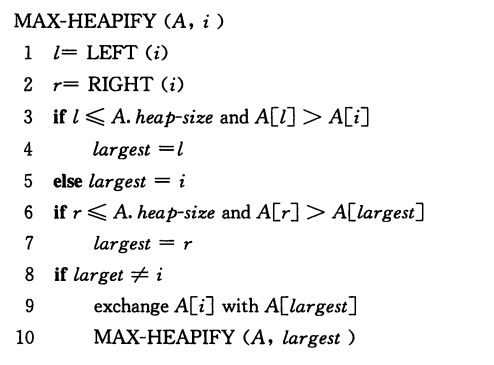 MAX-HEAPIFY (A, i)
1 l= LEFT (i)
2 r= RIGHT (i)
3 if l ⩽ A. heap-size and A[l] > A[i]
4 largest =l
5 else largest = i
6 if r ⩽ A. heap-size and A[r] > A[largest]
7 largest = r
8 if larget ≠ i
9 exchange A[i] with A[largest]
10 MAX-HEAPIFY (A, largest )